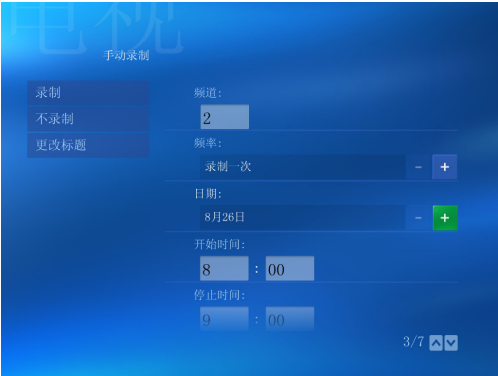 电视
手动录制
录制
不录制
更改标题
频道:
2
频率:
录制一次 - +
日期:
8月26日 - +
开始时间:
8 : 00
停止时间:
9 : 00
3/7